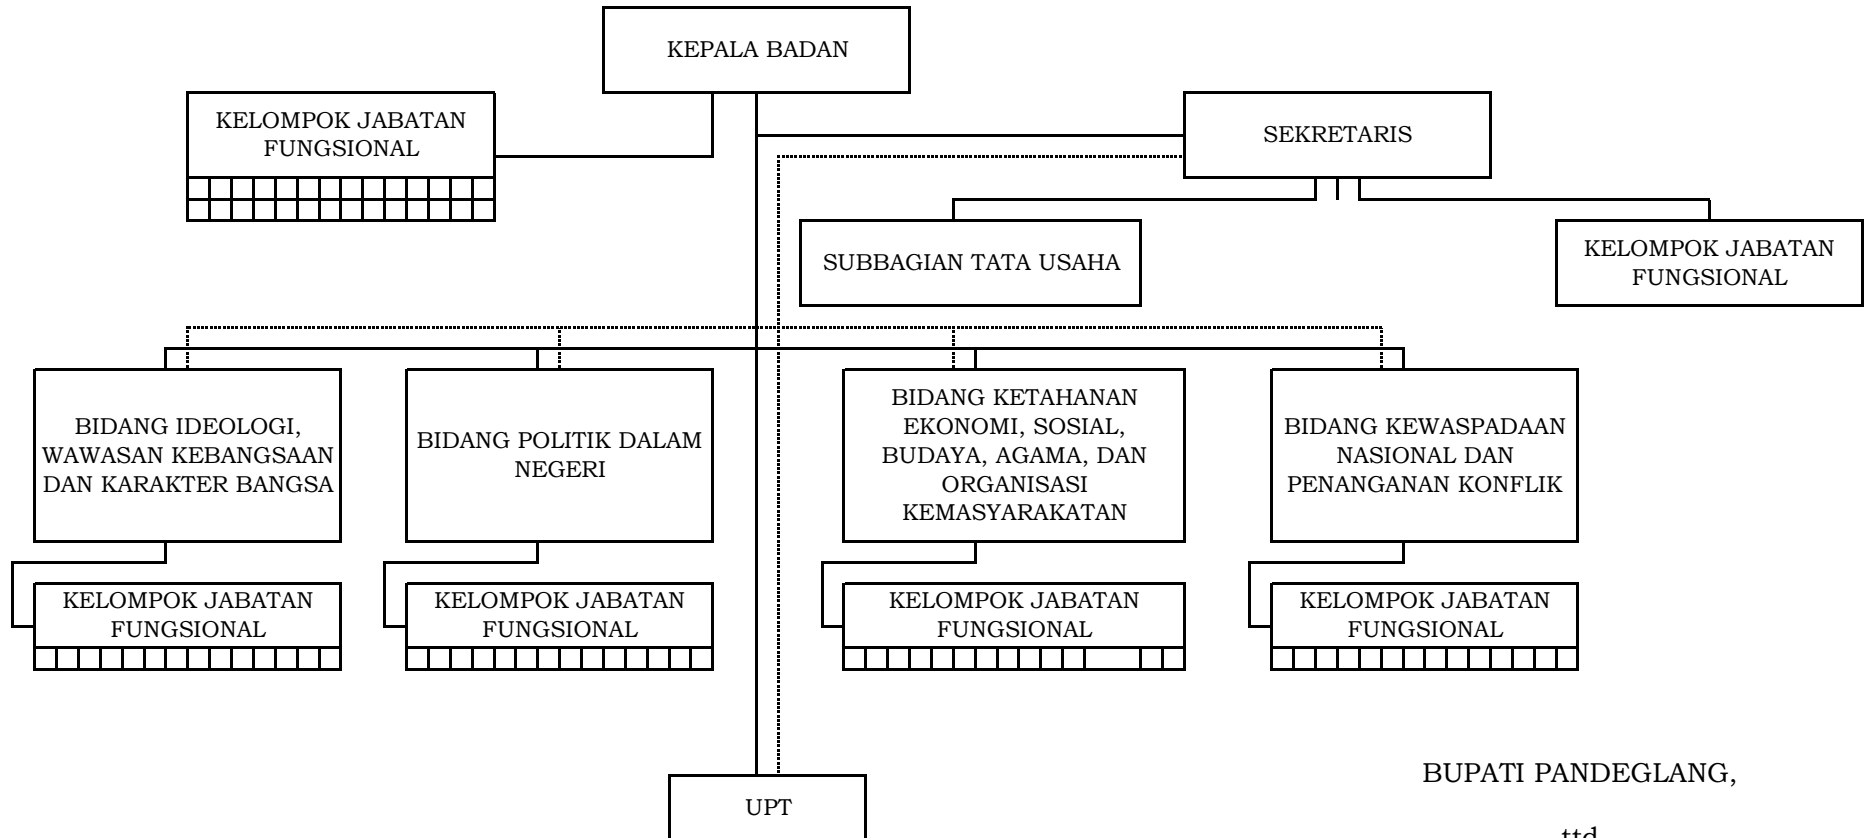 KEPALA BADAN
KELOMPOK JABATAN
FUNGSIONAL
SEKRETARIS
SUBBAGIAN TATA USAHA
KELOMPOK JABATAN
FUNGSIONAL
BIDANG IDEOLOGI,
WAWASAN KEBANGSAAN
DAN KARAKTER BANGSA
BIDANG POLITIK DALAM
NEGERI
BIDANG KETAHANAN
EKONOMI, SOSIAL,
BUDAYA, AGAMA, DAN
ORGANISASI
KEMASYARAKATAN
BIDANG KEWASPADAAN
NASIONAL DAN
PENANGANAN KONFLIK
KELOMPOK JABATAN
FUNGSIONAL
KELOMPOK JABATAN
FUNGSIONAL
KELOMPOK JABATAN
FUNGSIONAL
KELOMPOK JABATAN
FUNGSIONAL
UPT
BUPATI PANDEGLANG,
ttd